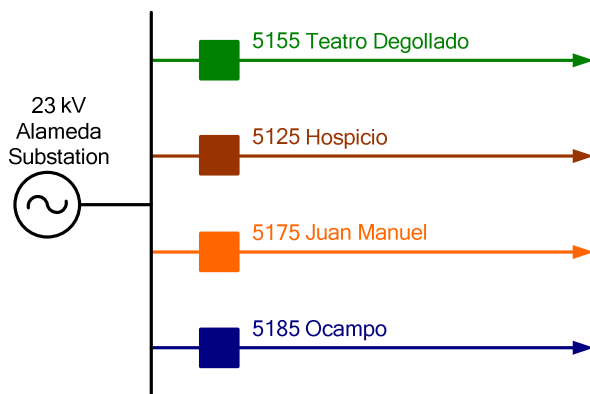 5155 Teatro Degollado
23 kV
Alameda
Substation
5125 Hospicio
5175 Juan Manuel
5185 Ocampo